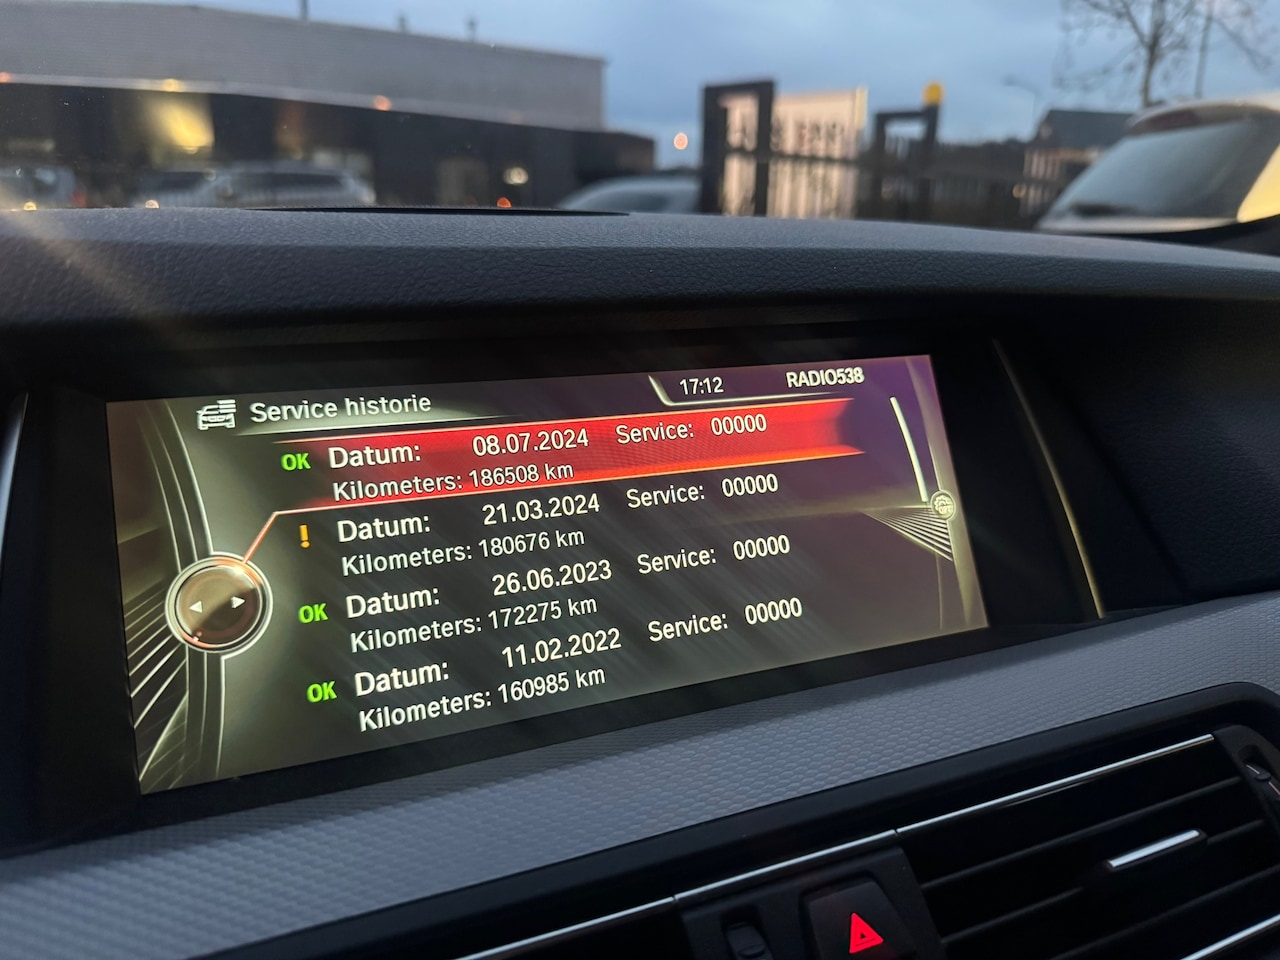 17:12 RADIO538
Service historie
OK Datum: 08.07.2024 Service: 00000
Kilometers: 186508 km
! Datum: 21.03.2024 Service: 00000
Kilometers: 180676 km
OK Datum: 26.06.2023 Service: 00000
Kilometers: 172275 km
OK Datum: 11.02.2022 Service: 00000
Kilometers: 160985 km